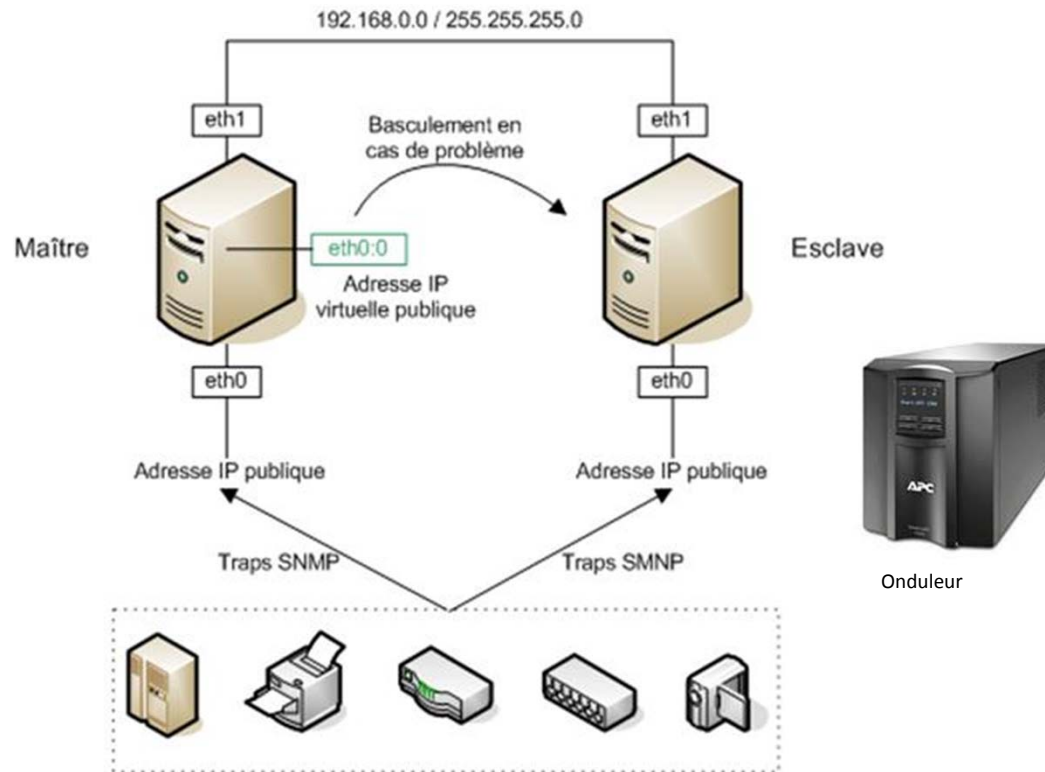 192.168.0.0 / 255.255.255.0
eth1
eth1
Basculement en
cas de problème
Maître
eth0:0
Esclave
Adresse IP
virtuelle publique
eth0
eth0
Adresse IP publique
Adresse IP publique
APC
Traps SNMP
Traps SMNP
Onduleur